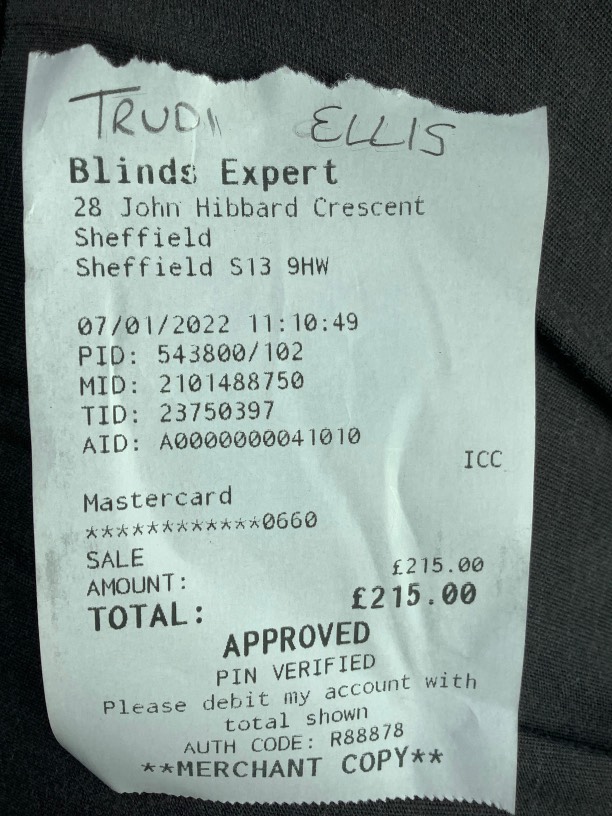 TRUDI ELLIS
Blinds Expert
28 John Hibbard Crescent
Sheffield
Sheffield S13 9HW
07/01/2022 11:10:49
PID: 543800/102
MID: 2101488750
TID: 23750397
AID: A0000000041010
ICC
Mastercard
************0660
SALE
AMOUNT: £215.00
TOTAL: £215.00
APPROVED
PIN VERIFIED
Please debit my account with
total shown
AUTH CODE: R88878
**MERCHANT COPY**